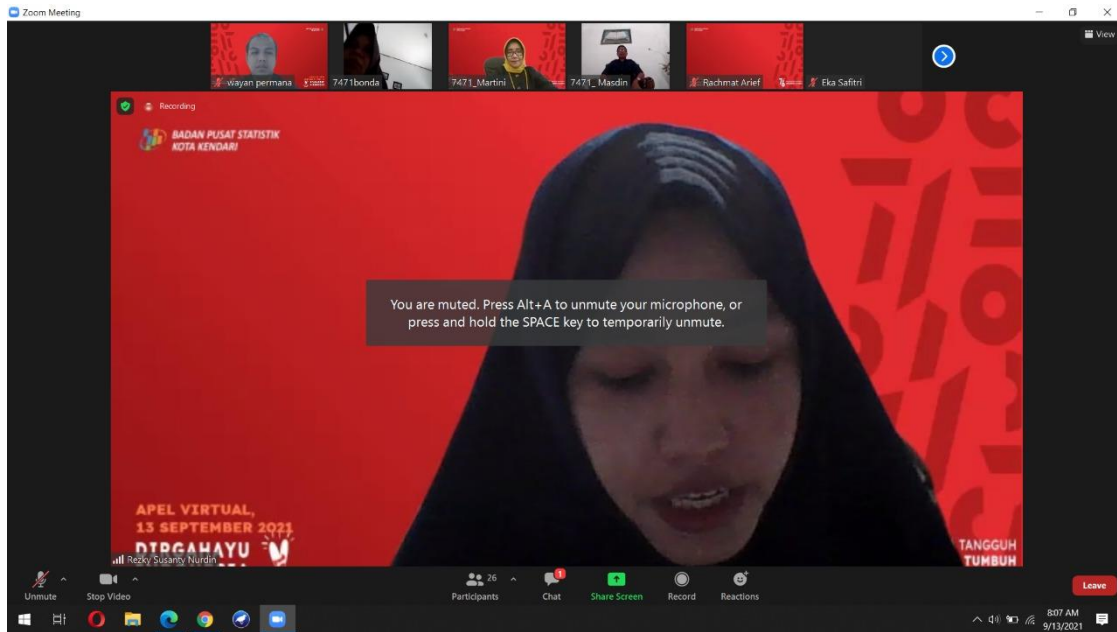 Zoom Meeting
View
wayan permana
7471bonda
7471_Martini
7471_ Masdin
Rachmat Arief
Eka Safitri
Recording
BADAN PUSAT STATISTIK
KOTA KENDARI
You are muted. Press Alt+A to unmute your microphone, or
press and hold the SPACE key to temporarily unmute.
APEL VIRTUAL,
13 SEPTEMBER 2021
DIRGAHAYU
Rezky Susanty Nurdin
TANGGUH
TUMBUH
Unmute
Stop Video
26
Participants
1
Chat
Share Screen
Record
Reactions
Leave
8:07 AM
9/13/2021